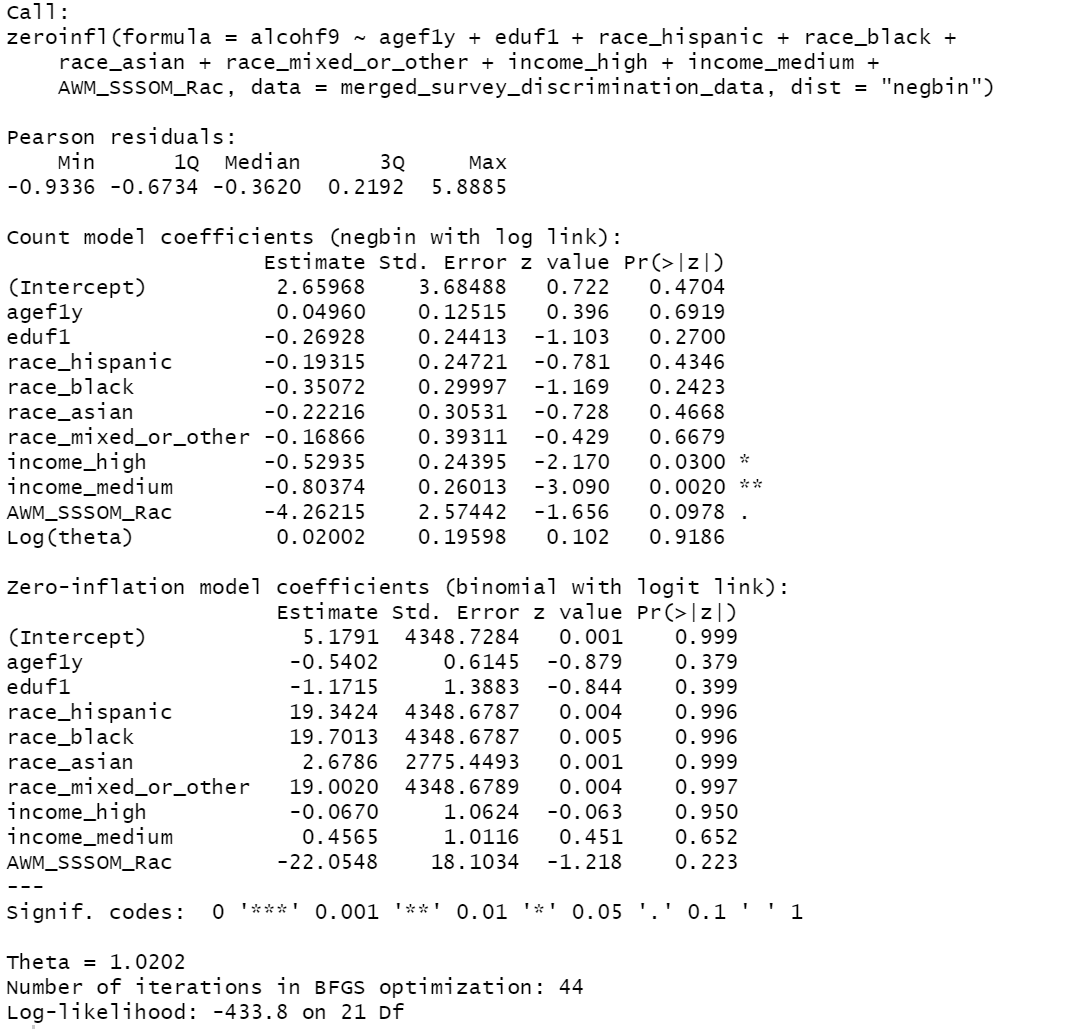 Call:
zeroinfl(formula = alcohf9 ~ agef1y + eduf1 + race_hispanic + race_black +
    race_asian + race_mixed_or_other + income_high + income_medium +
    AWM_SSSOM_Rac, data = merged_survey_discrimination_data, dist = "negbin")

Pearson residuals:
    Min      1Q  Median      3Q     Max
-0.9336 -0.6734 -0.3620  0.2192  5.8885

Count model coefficients (negbin with log link):
                    Estimate Std. Error z value Pr(>|z|)
(Intercept)          2.65968    3.68488   0.722   0.4704
agef1y               0.04960    0.12515   0.396   0.6919
eduf1               -0.26928    0.24413  -1.103   0.2700
race_hispanic       -0.19315    0.24721  -0.781   0.4346
race_black          -0.35072    0.29997  -1.169   0.2423
race_asian          -0.22216    0.30531  -0.728   0.4668
race_mixed_or_other -0.16866    0.39311  -0.429   0.6679
income_high         -0.52935    0.24395  -2.170   0.0300 *
income_medium       -0.80374    0.26013  -3.090   0.0020 **
AWM_SSSOM_Rac       -4.26215    2.57442  -1.656   0.0978 .
Log(theta)           0.02002    0.19598   0.102   0.9186

Zero-inflation model coefficients (binomial with logit link):
                     Estimate Std. Error z value Pr(>|z|)
(Intercept)            5.1791  4348.7284   0.001    0.999
agef1y                -0.5402     0.6145  -0.879    0.379
eduf1                 -1.1715     1.3883  -0.844    0.399
race_hispanic         19.3424  4348.6787   0.004    0.996
race_black            19.7013  4348.6787   0.005    0.996
race_asian             2.6786  2775.4493   0.001    0.999
race_mixed_or_other   19.0020  4348.6789   0.004    0.997
income_high           -0.0670     1.0624  -0.063    0.950
income_medium          0.4565     1.0116   0.451    0.652
AWM_SSSOM_Rac        -22.0548    18.1034  -1.218    0.223
---
Signif. codes:  0 '***' 0.001 '**' 0.01 '*' 0.05 '.' 0.1 ' ' 1

Theta = 1.0202
Number of iterations in BFGS optimization: 44
Log-likelihood: -433.8 on 21 Df